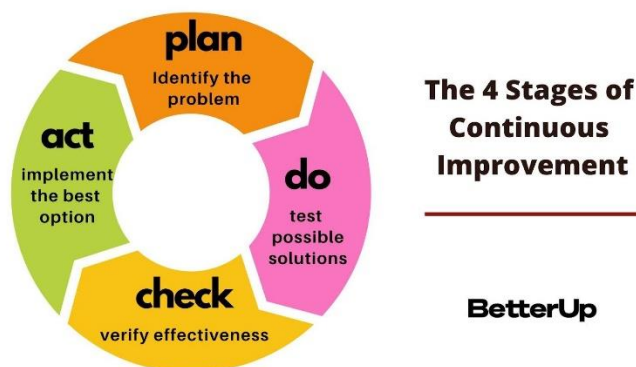 plan
Identify the
problem
do
test
possible
solutions
check
verify effectiveness
act
implement
the best
option
The 4 Stages of
Continuous
Improvement
BetterUp